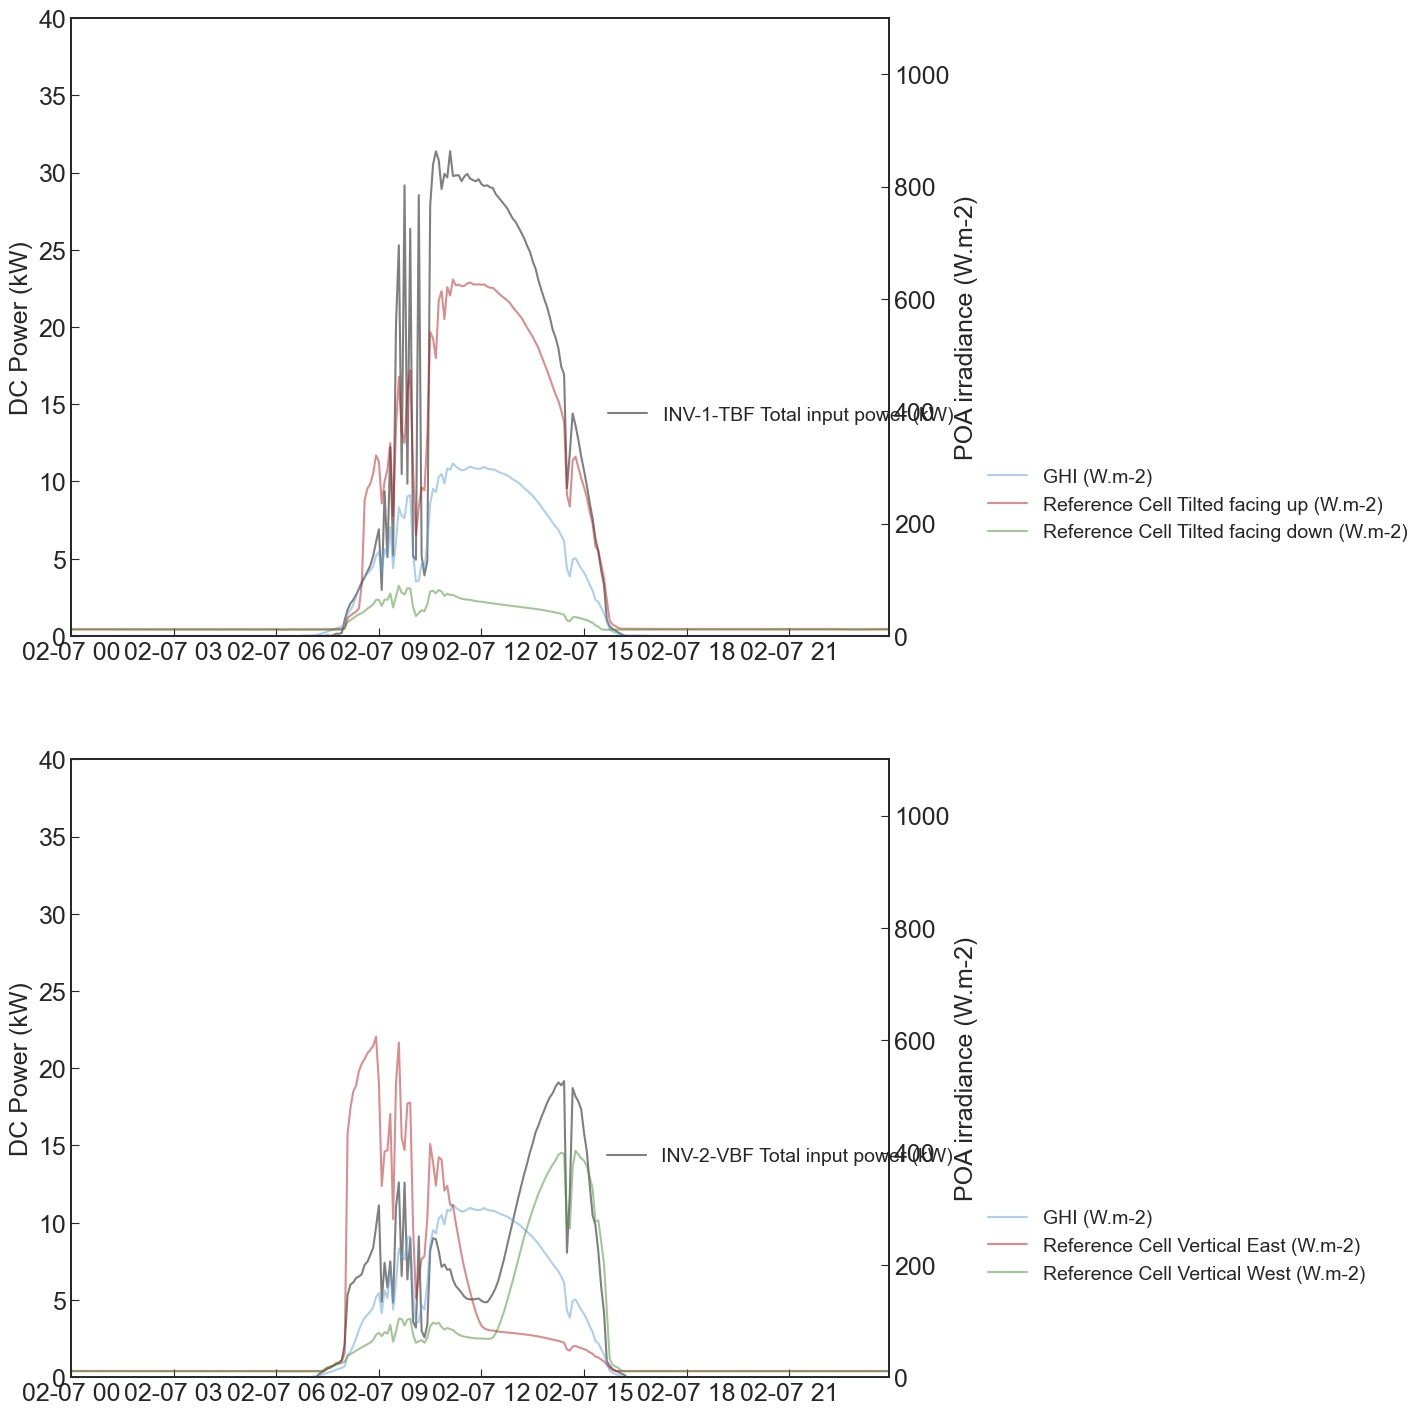 40
35
30
25
20
15
10
5
0
DC Power (kW)
1000
800
600
400
200
0
POA irradiance (W.m-2)
INV-1-TBF Total input power (kW)
GHI (W.m-2)
Reference Cell Tilted facing up (W.m-2)
Reference Cell Tilted facing down (W.m-2)
02-07 00 02-07 03 02-07 06 02-07 09 02-07 12 02-07 15 02-07 18 02-07 21
40
35
30
25
20
15
10
5
0
DC Power (kW)
1000
800
600
400
200
0
POA irradiance (W.m-2)
INV-2-VBF Total input power (kW)
GHI (W.m-2)
Reference Cell Vertical East (W.m-2)
Reference Cell Vertical West (W.m-2)
02-07 00 02-07 03 02-07 06 02-07 09 02-07 12 02-07 15 02-07 18 02-07 21